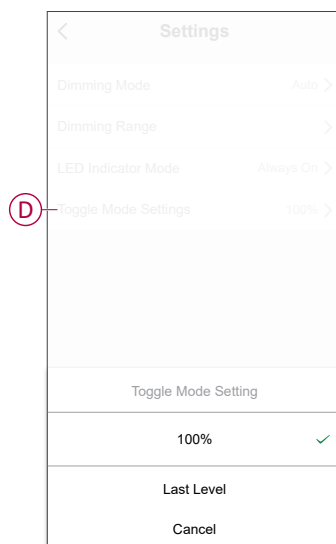 Settings
Dimming Mode Auto
Dimming Range
LED Indicator Mode Always On
D Toggle Mode Settings 100%
Toggle Mode Setting
100%
Last Level
Cancel